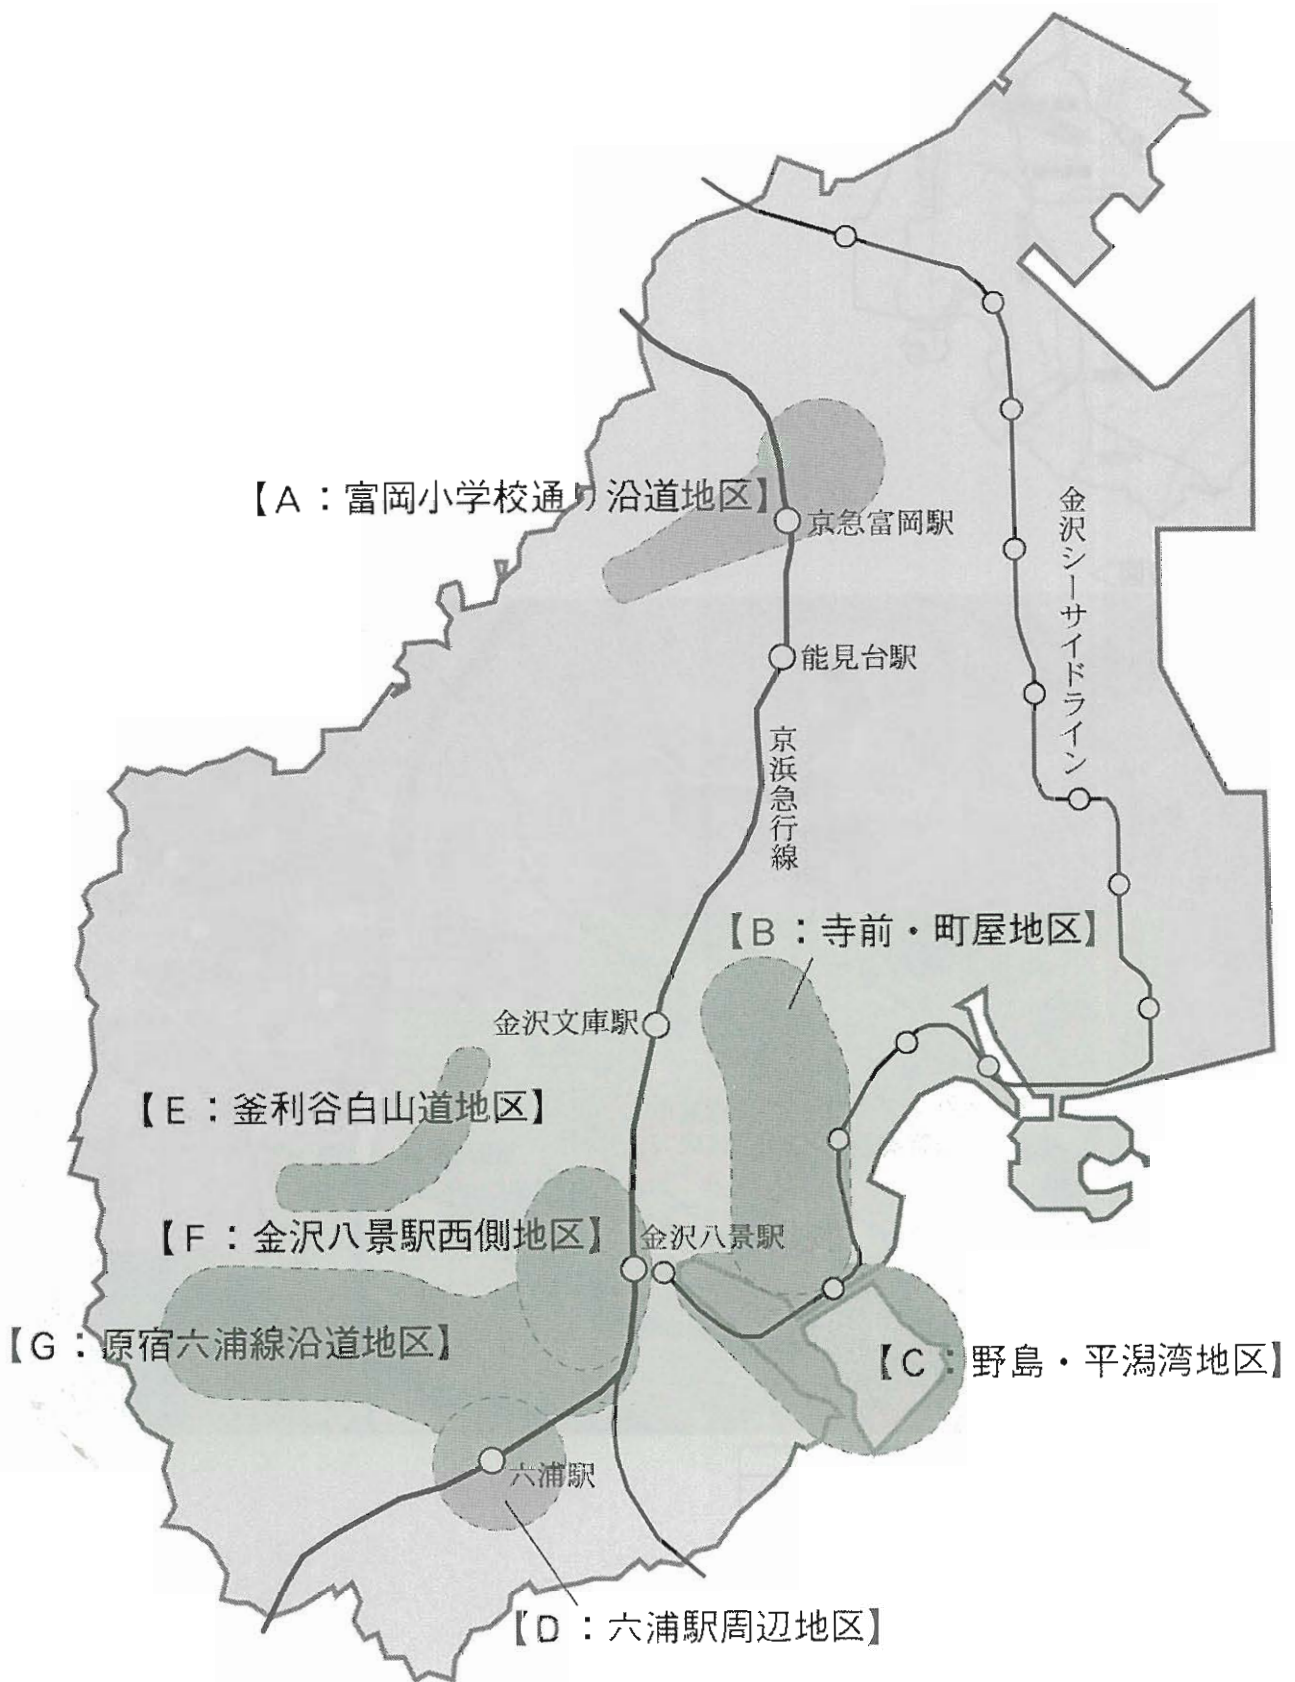 【A：富岡小学校通り沿道地区】
京急富岡駅
金沢シーサイドライン
能見台駅
京浜急行線
【B：寺前・町屋地区】
金沢文庫駅
【E：釜利谷白山道地区】
【F：金沢八景駅西側地区】
金沢八景駅
【G：原宿六浦線沿道地区】
【C：野島・平潟湾地区】
六浦駅
【D：六浦駅周辺地区】